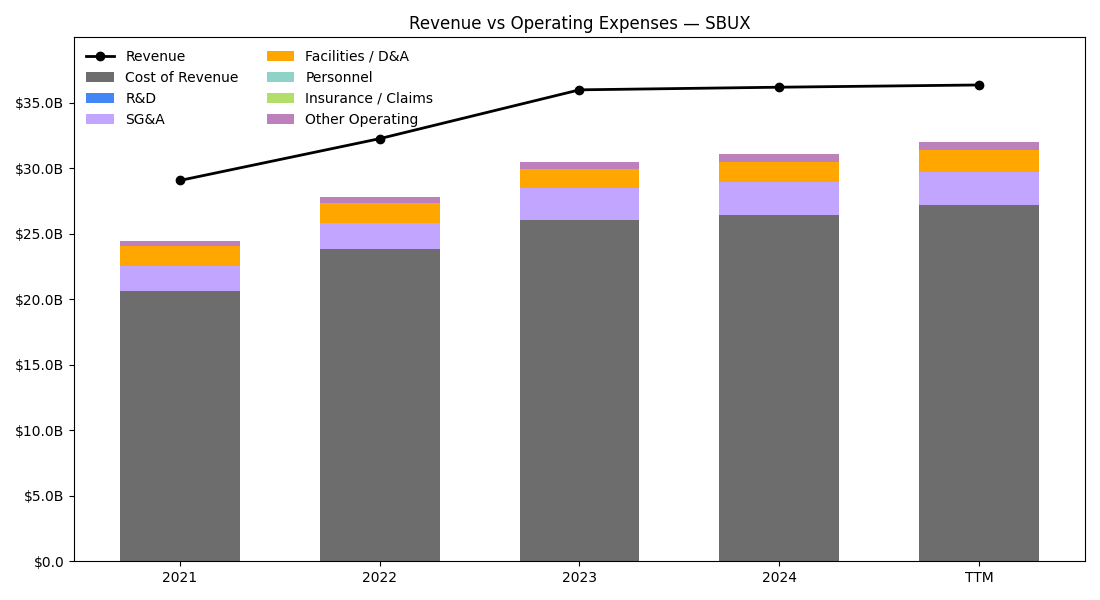 Revenue vs Operating Expenses — SBUX
Revenue
Cost of Revenue
R&D
SG&A
Facilities / D&A
Personnel
Insurance / Claims
Other Operating
$35.0B
$30.0B
$25.0B
$20.0B
$15.0B
$10.0B
$5.0B
$0.0
2021
2022
2023
2024
TTM